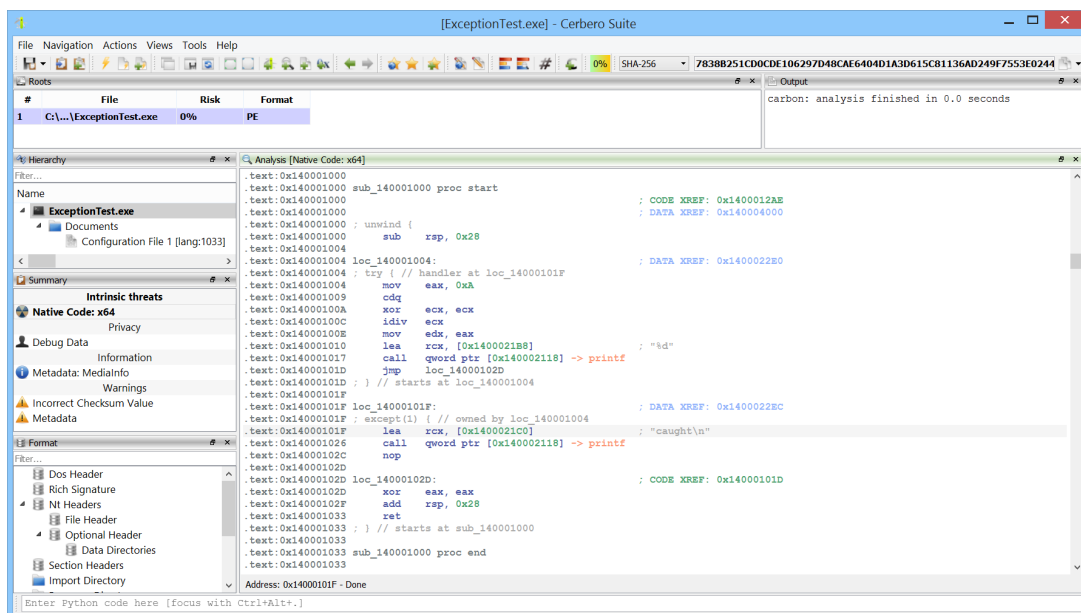 [ExceptionTest.exe] - Cerbero Suite
File Navigation Actions Views Tools Help
0% SHA-256 7838B251CD0CDE106297D48CAE6404D1A3D615C81136AD249F7553E0244
Roots
# File Risk Format
1 C:\...\ExceptionTest.exe 0% PE
Output
carbon: analysis finished in 0.0 seconds
Hierarchy
Filter...
Name
ExceptionTest.exe
Documents
Configuration File 1 [lang:1033]
Summary
Intrinsic threats
Native Code: x64
Privacy
Debug Data
Information
Metadata: MediaInfo
Warnings
Incorrect Checksum Value
Metadata
Format
Filter...
Dos Header
Rich Signature
Nt Headers
File Header
Optional Header
Data Directories
Section Headers
Import Directory
Analysis [Native Code: x64]
.text:0x140001000
.text:0x140001000 sub_140001000 proc start
.text:0x140001000 ; CODE XREF: 0x1400012AE
.text:0x140001000 ; DATA XREF: 0x140004000
.text:0x140001000 ; unwind {
.text:0x140001000 sub rsp, 0x28
.text:0x140001004
.text:0x140001004 loc_140001004: ; DATA XREF: 0x1400022E0
.text:0x140001004 ; try { // handler at loc_14000101F
.text:0x140001004 mov eax, 0xA
.text:0x140001009 cdq
.text:0x14000100A xor ecx, ecx
.text:0x14000100C idiv ecx
.text:0x14000100E mov edx, eax
.text:0x140001010 lea rcx, [0x1400021B8] ; "%d"
.text:0x140001017 call qword ptr [0x140002118] -> printf
.text:0x14000101D jmp loc_14000102D
.text:0x14000101D ; } // starts at loc_140001004
.text:0x14000101F
.text:0x14000101F loc_14000101F: ; DATA XREF: 0x1400022EC
.text:0x14000101F ; except(1) { // owned by loc_140001004
.text:0x14000101F lea rcx, [0x1400021C0] ; "caught\n"
.text:0x140001026 call qword ptr [0x140002118] -> printf
.text:0x14000102C nop
.text:0x14000102D
.text:0x14000102D loc_14000102D: ; CODE XREF: 0x14000101D
.text:0x14000102D xor eax, eax
.text:0x14000102F add rsp, 0x28
.text:0x140001033 ret
.text:0x140001033 ; } // starts at sub_140001000
.text:0x140001033
.text:0x140001033 sub_140001000 proc end
.text:0x140001033
Address: 0x14000101F - Done
Enter Python code here [focus with Ctrl+Alt+.]